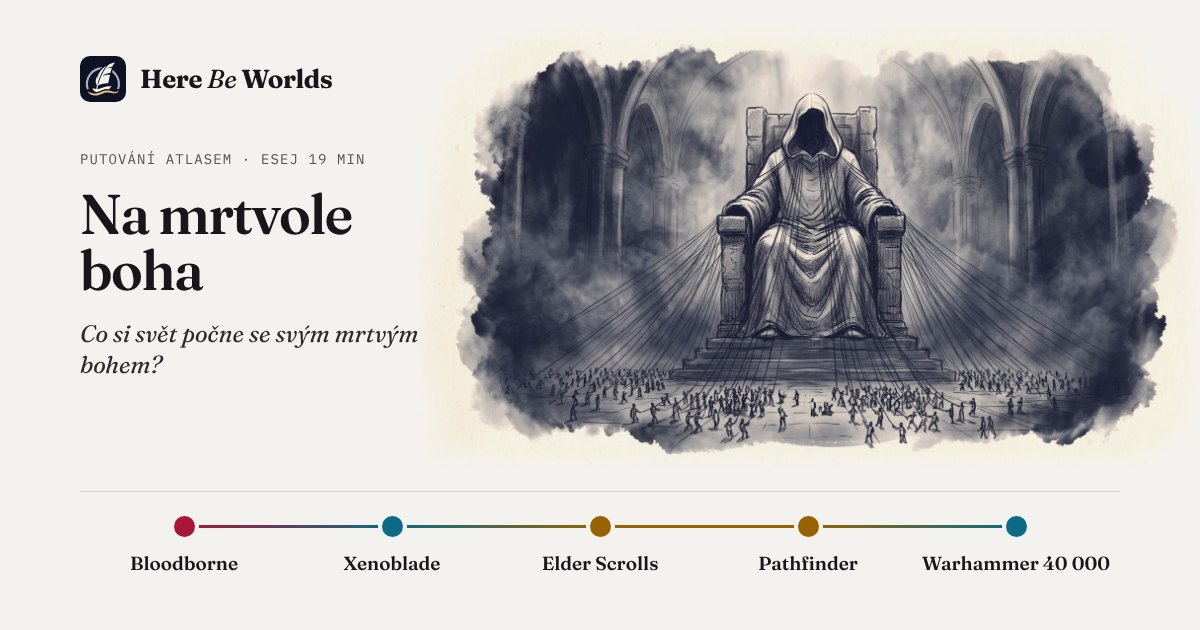 Here Be Worlds
PUTOVÁNÍ ATLASEM · ESEJ 19 MIN
Na mrtvole
boha
Co si svět počne se svým mrtvým
bohem?
Bloodborne
Xenoblade
Elder Scrolls
Pathfinder
Warhammer 40 000